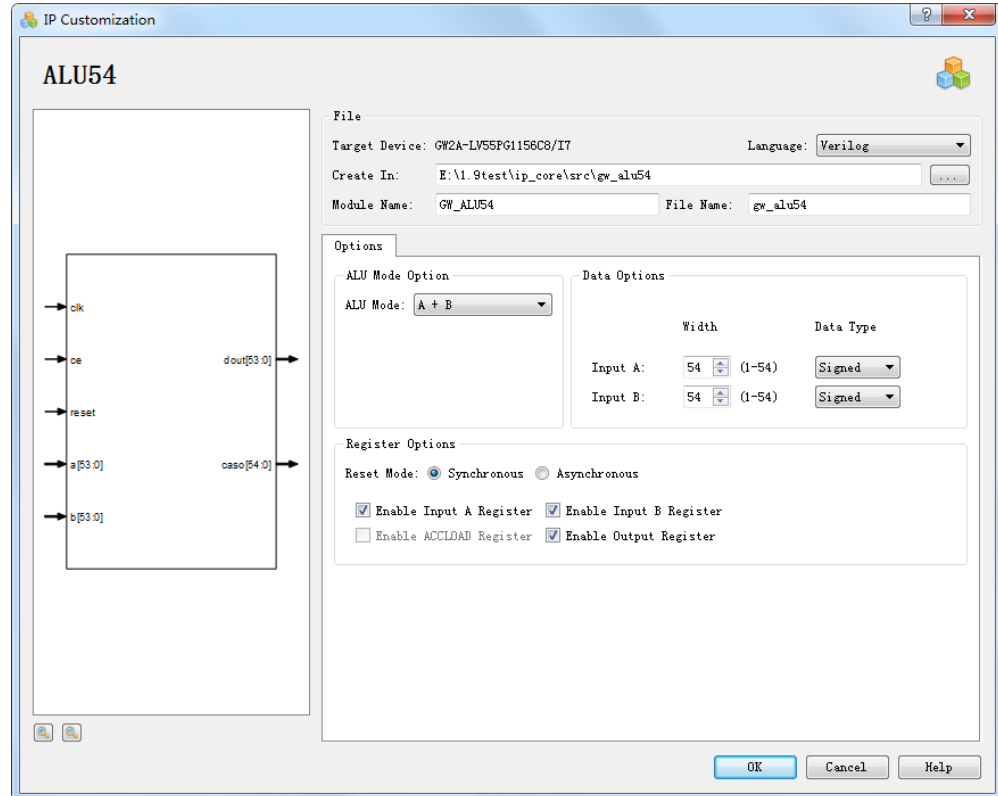 IP Customization
ALU54
File
Target Device: GW2A-LV55PG1156C8/I7 Language: Verilog
Create In: E:\1.9test\ip_core\src\gw_alu54 ...
Module Name: GW_ALU54 File Name: gw_alu54
Options
ALU Mode Option
ALU Mode: A + B
Data Options
Width Data Type
Input A: 54 (1-54) Signed
Input B: 54 (1-54) Signed
Register Options
Reset Mode: Synchronous Asynchronous
Enable Input A Register Enable Input B Register
Enable ACCLOAD Register Enable Output Register
clk
ce dout[53:0]
reset
a[53:0] caso[54:0]
b[53:0]
OK Cancel Help